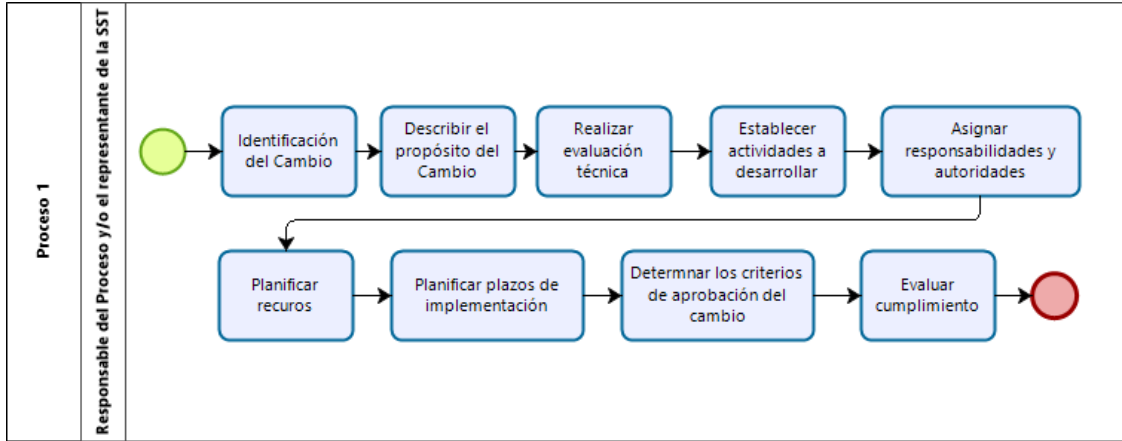 Proceso 1
Responsable del Proceso y/o el representante de la SST
Identificación
del Cambio
Describir el
propósito del
Cambio
Realizar
evaluación
técnica
Establecer
actividades a
desarrollar
Asignar
responsabilidades y
autoridades
Planificar
recuros
Planificar plazos de
implementación
Determnar los criterios
de aprobación del
cambio
Evaluar
cumplimiento